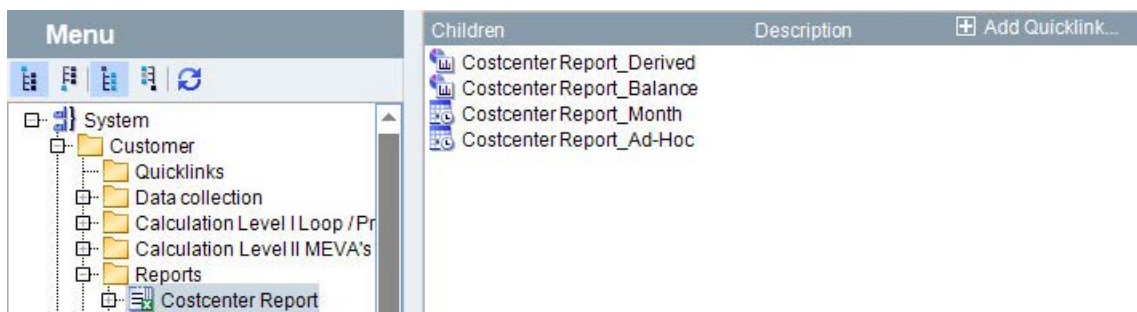 Menu
System
Customer
Quicklinks
Data collection
Calculation Level I Loop / Pr
Calculation Level II MEVA's
Reports
Costcenter Report
Children Description Add Quicklink...
Costcenter Report_Derived
Costcenter Report_Balance
Costcenter Report_Month
Costcenter Report_Ad-Hoc